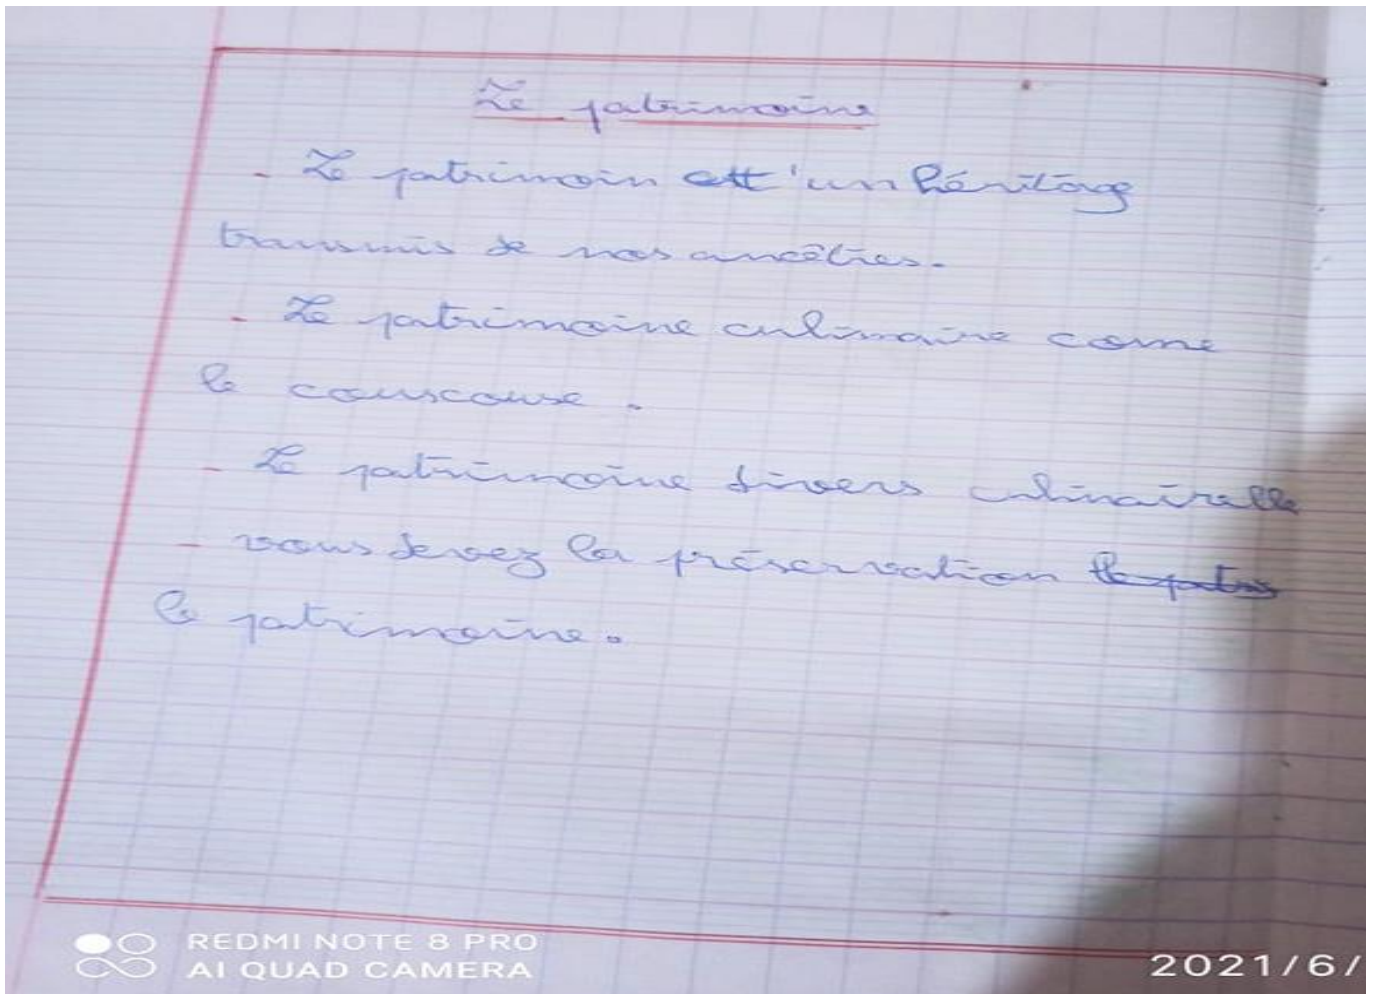 Le patrimoine
- Le patrimoin est 'un héritage
transmis de nos ancêtres.
- Le patrimoine culinaire come
le couscouse.
- Le patrimoine divers culinairelle
- vous devez la préservation
le patrimoine.
REDMI NOTE 8 PRO
AI QUAD CAMERA
2021/6/